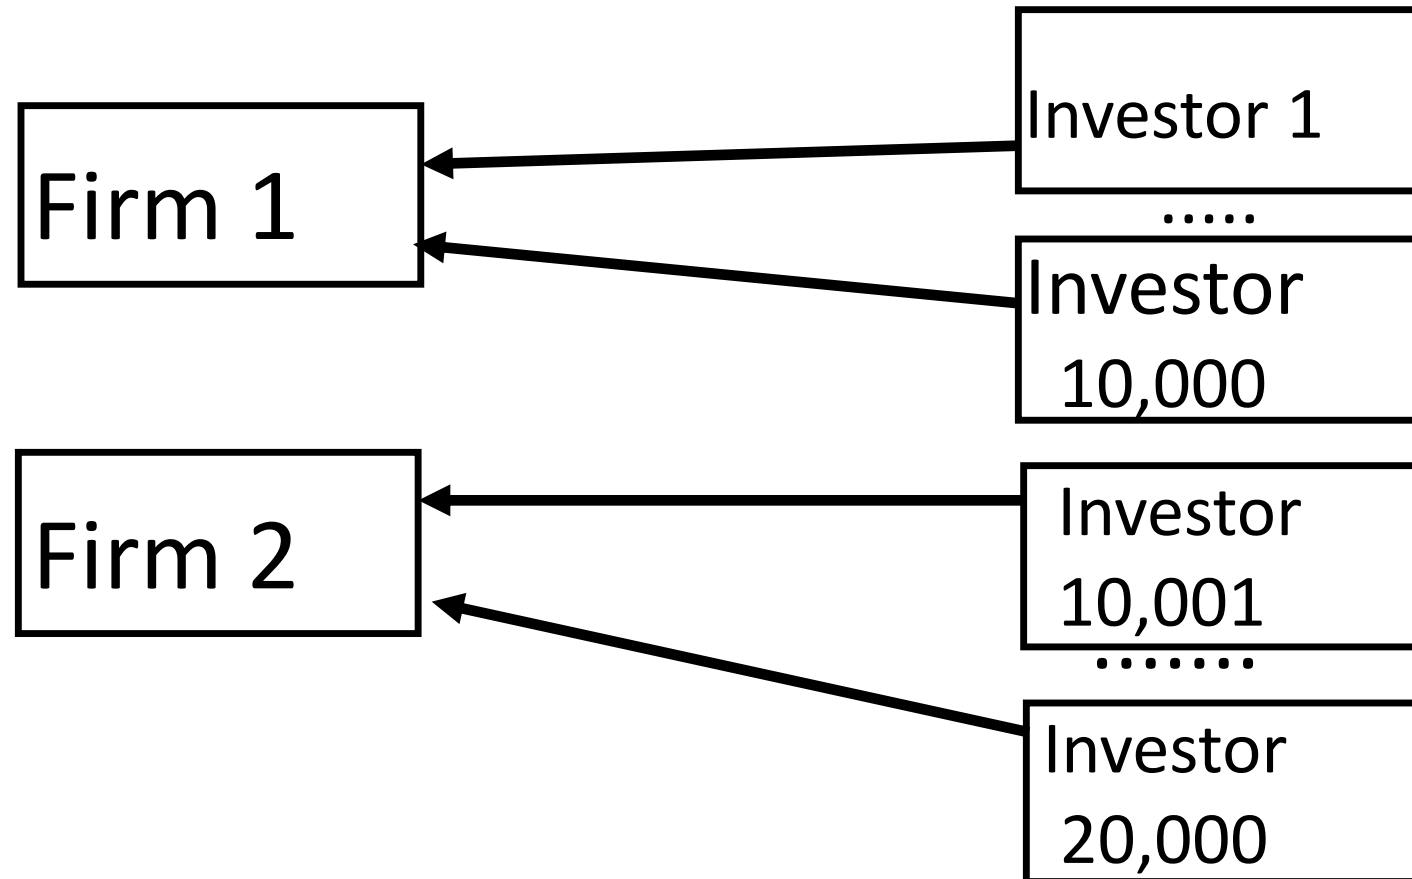 Firm 1
Investor 1
.....
Investor
10,000
Firm 2
Investor
10,001
.......
Investor
20,000